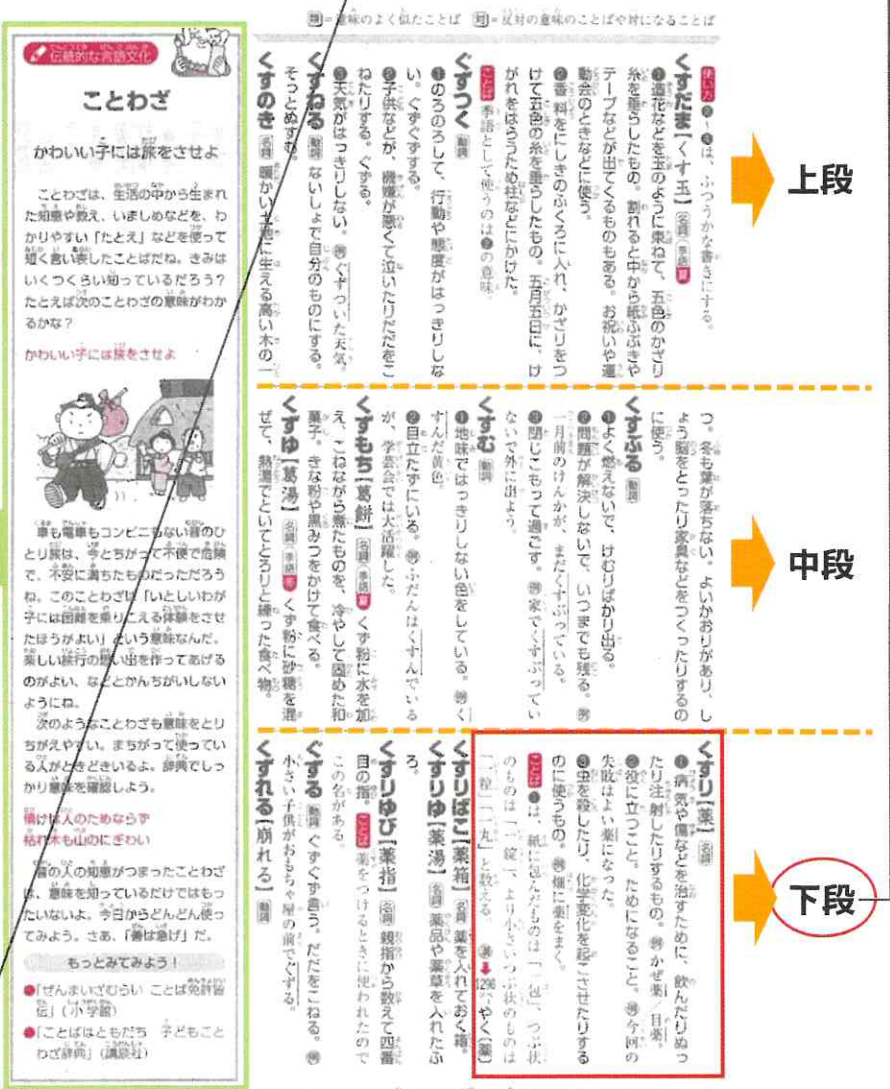 類=意味のよく似たことば 対=反対の意味のことばや対になることば
上段
使い方 ❷・❸は、ふつうかな書きにする。
くすだま【くす玉】 名詞 季語 夏
❶造花などを玉のように束ねて、五色のかざり
糸を垂らしたもの。割れると中から紙ふぶきや
テープなどが出てくるものもある。お祝いや運
動会のときなどに使う。
❷香料をにしきのふくろに入れ、かざりをつ
けて五色の糸を垂らしたもの。五月五日に、け
がれをはらうため柱などにかけた。
ことば 季語として使うのは❷の意味。
ぐずつく 動詞
❶のろのろして、行動や態度がはっきりしな
い。ぐずぐずする。
❷子供などが、機嫌が悪くて泣いたりだだをこ
ねたりする。ぐずる。
❸天気がはっきりしない。例ぐずついた天気。
くすねる 動詞 ないしょで自分のものにする。
そっとぬすむ。
くすのき 名詞 暖かい土地に生える高い木の一
中段
つ。冬も葉が落ちない。よいかおりがあり、し
ょう脳をとったり家具などをつくったりするの
に使う。
くすぶる 動詞
❶よく燃えないで、けむりばかり出る。
❷問題が解決しないで、いつまでも残る。例
一月前のけんかが、まだくすぶっている。
❸閉じこもって過ごす。例家でくすぶってい
ないで外に出よう。
くすむ 動詞
❶地味ではっきりしない色をしている。例く
すんだ黄色。
❷目立たずにいる。例ふだんはくすんでいる
が、学芸会では大活躍した。
くずもち【葛餅】 名詞 季語 夏 くず粉に水を加
え、こねながら煮たものを、冷やして固めた和
菓子。きな粉や黒みつをかけて食べる。
くずゆ【葛湯】 名詞 季語 冬 くず粉に砂糖を混
ぜて、熱湯でといてとろりと練った食べ物。
下段
くすり【薬】 名詞
❶病気や傷などを治すために、飲んだりぬっ
たり注射したりするもの。例かぜ薬／目薬。
❷役に立つこと。ためになること。例今回の
失敗はよい薬になった。
❸虫を殺したり、化学変化を起こさせたりする
のに使うもの。例畑に薬をまく。
ことば ❶は、紙に包んだものは「一包」、つぶ状
のものは「一錠」、より小さいつぶ状のものは
「一粒」「一丸」と数える。 ➡1296ページやく【薬】
くすりばこ【薬箱】 名詞 薬を入れておく箱。
くすりゆ【薬湯】 名詞 薬品や薬草を入れたふ
ろ。
くすりゆび【薬指】 名詞 親指から数えて四番
目の指。ことば 薬をつけるときに使われたので
この名がある。
ぐずる 動詞 ぐずぐず言う。だだをこねる。例
小さい子供がおもちゃ屋の前でぐずる。
くずれる【崩れる】 動詞
伝統的な言語文化
ことわざ
かわいい子には旅をさせよ
ことわざは、生活の中から生まれ
た知恵や教え、いましめなどを、わ
かりやすい「たとえ」などを使って
短く言い表したことばだね。きみは
いくつくらい知っているだろう？
たとえば次のことわざの意味がわか
るかな？
かわいい子には旅をさせよ
車も電車もコンビニもない昔のひ
とり旅は、今とちがって不便で危険
で、不安に満ちたものだっただろう
ね。このことわざは「いとしいわが
子には困難を乗りこえる体験をさせ
たほうがよい」という意味なんだ。
楽しい旅行の思い出を作ってあげる
のがよい、などとかんちがいしない
ようにね。
次のようなことわざも意味をとり
ちがえやすい。まちがって使ってい
る人がときどきいるよ。辞典でしっ
かり意味を確認しよう。
情けは人のためならず
枯れ木も山のにぎわい
昔の人の知恵がつまったことわざ
は、意味を知っているだけではもっ
たいないよ。今日からどんどん使っ
てみよう。さあ、「善は急げ」だ。
もっとみてみよう！
●「ぜんまいざむらい ことば免許皆
伝」（小学館）
●「ことばはともだち 子どもこと
わざ辞典」（講談社）